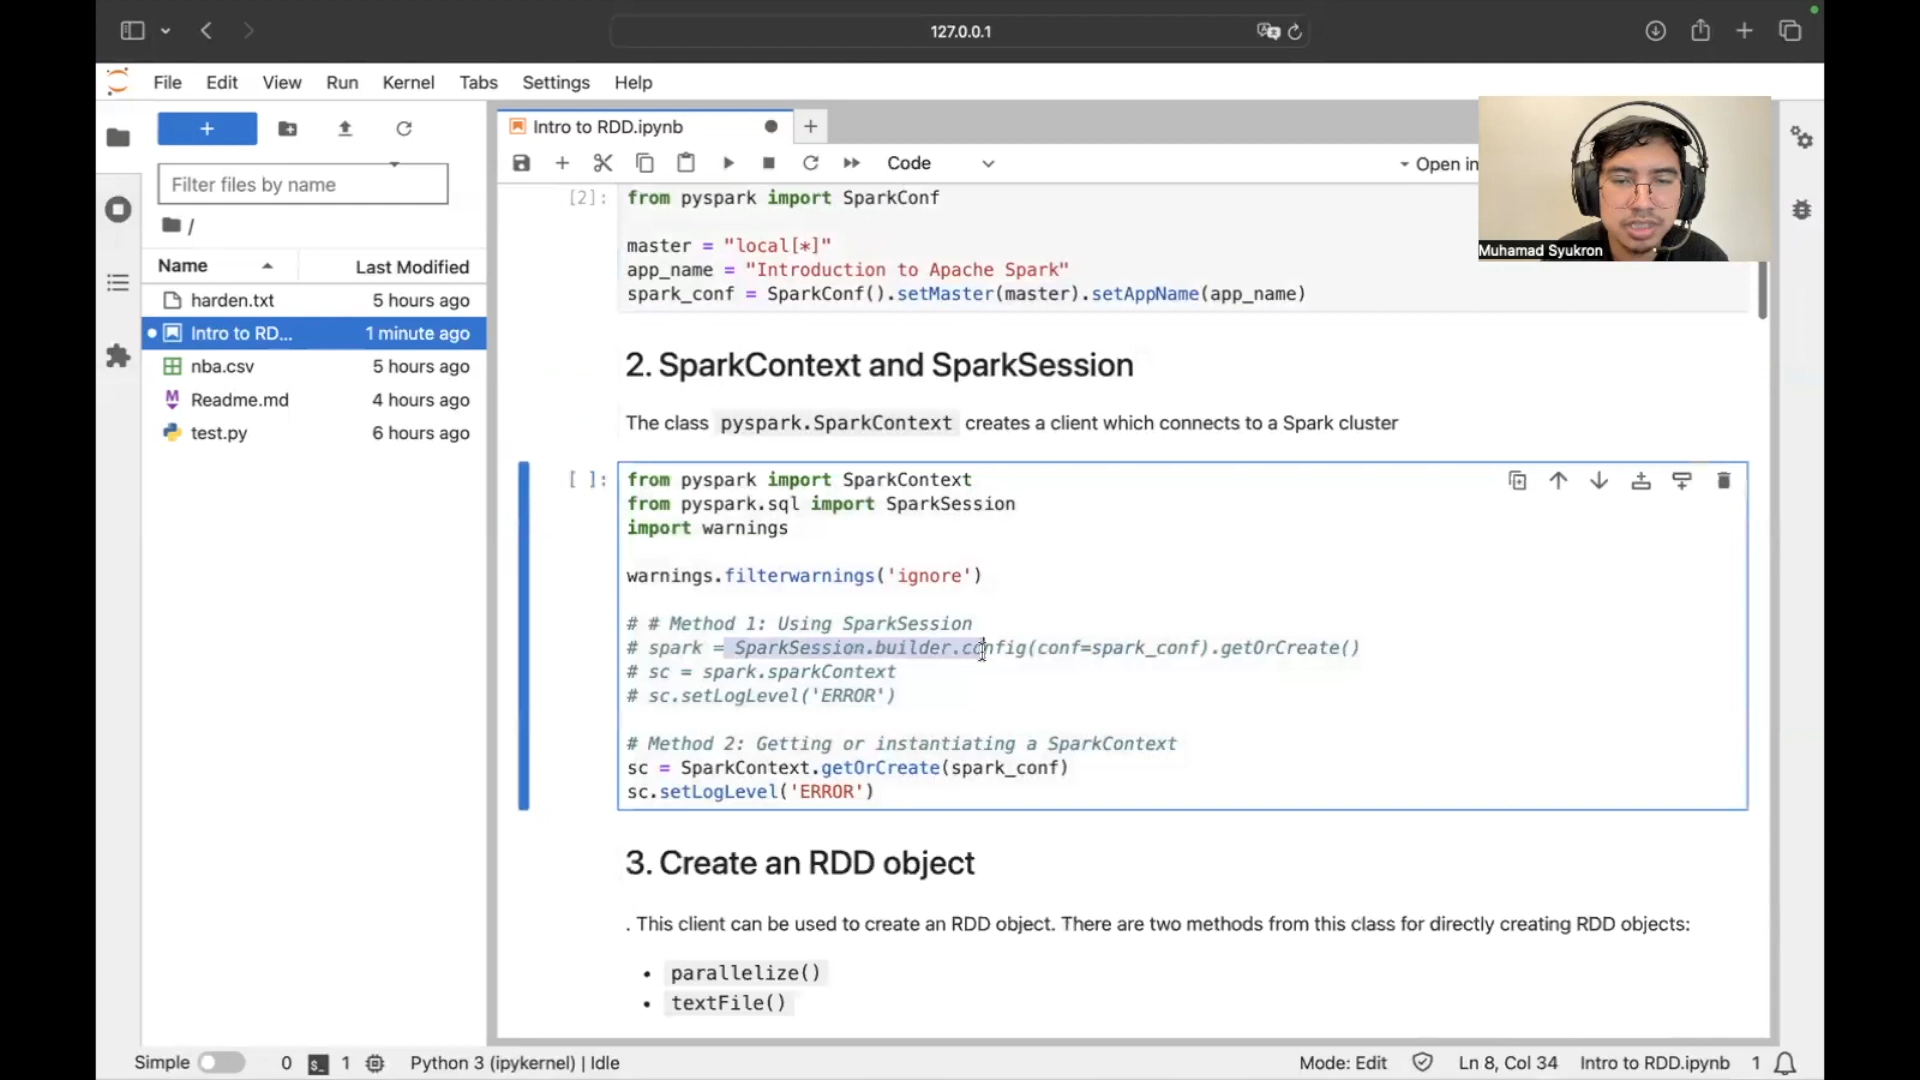 127.0.0.1
File Edit View Run Kernel Tabs Settings Help
Intro to RDD.ipynb
Code
Open in
Filter files by name
/
Name Last Modified
harden.txt 5 hours ago
Intro to RD... 1 minute ago
nba.csv 5 hours ago
Readme.md 4 hours ago
test.py 6 hours ago
Muhamad Syukron
[2]: from pyspark import SparkConf
master = "local[*]"
app_name = "Introduction to Apache Spark"
spark_conf = SparkConf().setMaster(master).setAppName(app_name)
2. SparkContext and SparkSession
The class pyspark.SparkContext creates a client which connects to a Spark cluster
[ ]: from pyspark import SparkContext
from pyspark.sql import SparkSession
import warnings
warnings.filterwarnings('ignore')
# # Method 1: Using SparkSession
# spark = SparkSession.builder.config(conf=spark_conf).getOrCreate()
# sc = spark.sparkContext
# sc.setLogLevel('ERROR')
# Method 2: Getting or instantiating a SparkContext
sc = SparkContext.getOrCreate(spark_conf)
sc.setLogLevel('ERROR')
3. Create an RDD object
. This client can be used to create an RDD object. There are two methods from this class for directly creating RDD objects:
• parallelize()
• textFile()
Simple 0 1 Python 3 (ipykernel) | Idle Mode: Edit Ln 8, Col 34 Intro to RDD.ipynb 1